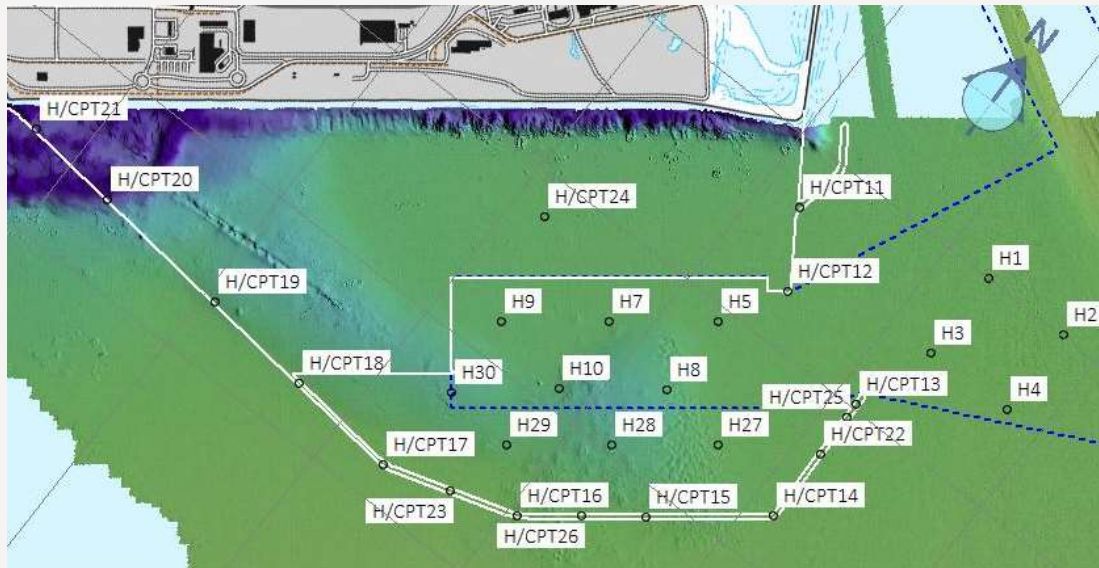 N
H/CPT21
H/CPT20
H/CPT24
H/CPT11
H/CPT19
H/CPT12
H1
H9
H7
H5
H2
H3
H/CPT18
H30
H10
H8
H/CPT25
H/CPT13
H4
H/CPT17
H29
H28
H27
H/CPT22
H/CPT23
H/CPT16
H/CPT15
H/CPT14
H/CPT26